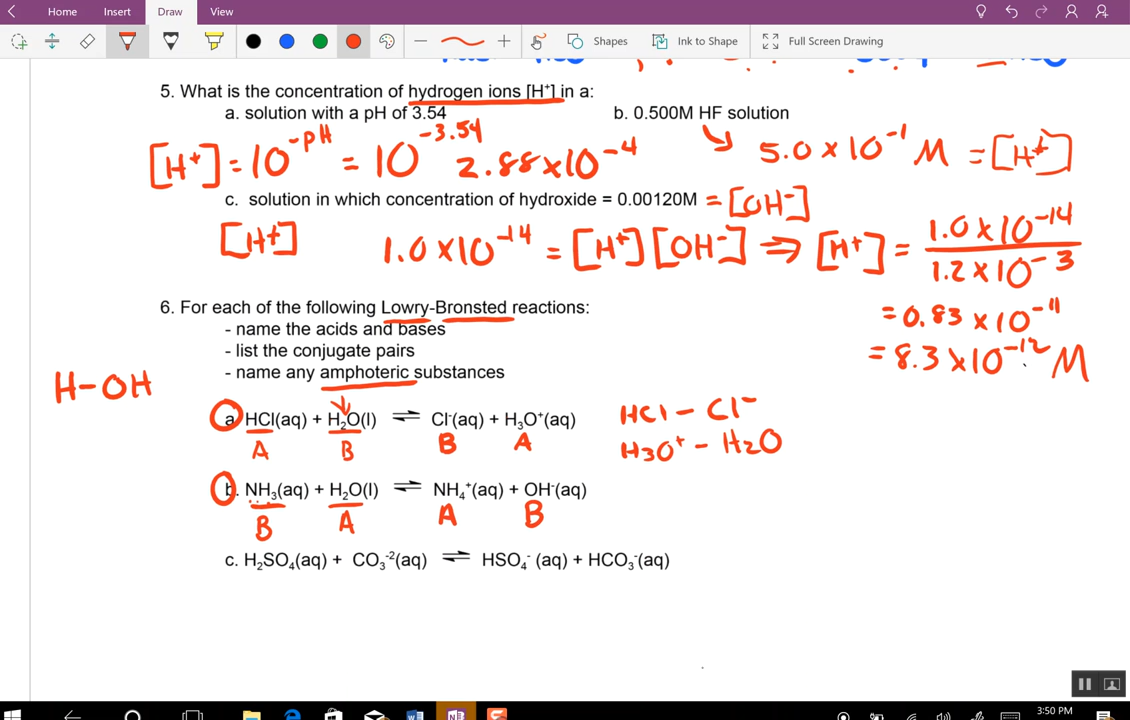 Home Insert Draw View
Shapes Ink to Shape Full Screen Drawing
5. What is the concentration of hydrogen ions [H⁺] in a:
a. solution with a pH of 3.54 b. 0.500M HF solution
[H⁺] = 10⁻ᵖᴴ = 10⁻³·⁵⁴ 2.88x10⁻⁴ 5.0 x 10⁻¹ M = [H⁺]
c. solution in which concentration of hydroxide = 0.00120M = [OH⁻]
[H⁺] 1.0 x 10⁻¹⁴ = [H⁺][OH⁻] ⇒ [H⁺] = 1.0 x 10⁻¹⁴ / 1.2 x 10⁻³
= 0.83 x 10⁻¹¹
= 8.3 x 10⁻¹² M
6. For each of the following Lowry-Bronsted reactions:
- name the acids and bases
- list the conjugate pairs
- name any amphoteric substances
H-OH
a. HCl(aq) + H₂O(l) ⇌ Cl⁻(aq) + H₃O⁺(aq) HCl - Cl⁻
A B B A H₃O⁺ - H₂O
b. NH₃(aq) + H₂O(l) ⇌ NH₄⁺(aq) + OH⁻(aq)
B A A B
c. H₂SO₄(aq) + CO₃⁻²(aq) ⇌ HSO₄⁻ (aq) + HCO₃⁻(aq)
3:50 PM